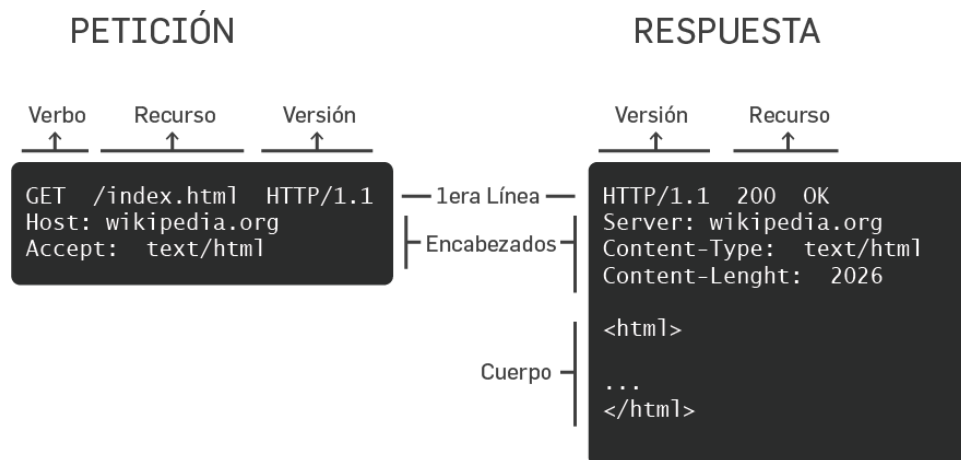 PETICIÓN
RESPUESTA
Verbo Recurso Versión
Versión Recurso
GET /index.html HTTP/1.1
Host: wikipedia.org
Accept: text/html
1era Línea
Encabezados
Cuerpo
HTTP/1.1 200 OK
Server: wikipedia.org
Content-Type: text/html
Content-Lenght: 2026
<html>
...
</html>